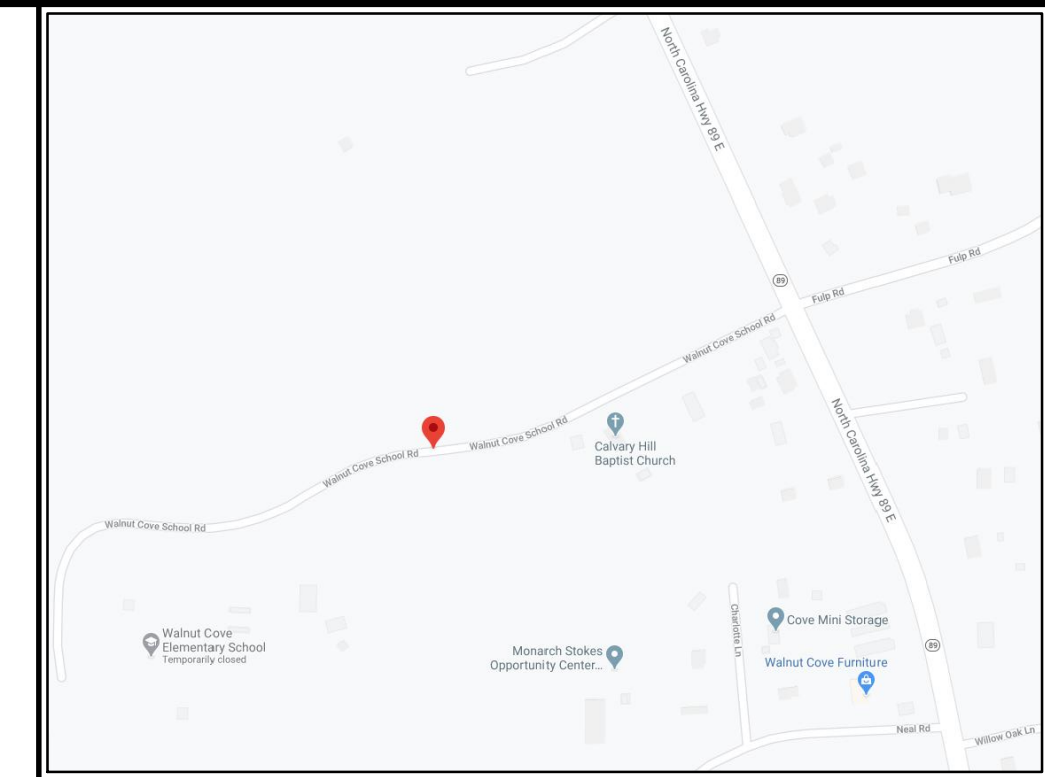 North Carolina Hwy 89 E
Fulp Rd
89
Fulp Rd
Walnut Cove School Rd
North Carolina Hwy 89 E
Walnut Cove School Rd
Calvary Hill
Baptist Church
Walnut Cove School Rd
Walnut Cove School Rd
Charlotte Ln
Cove Mini Storage
Walnut Cove
Elementary School
Temporarily closed
Monarch Stokes
Opportunity Center...
89
Walnut Cove Furniture
Neal Rd
Willow Oak Ln